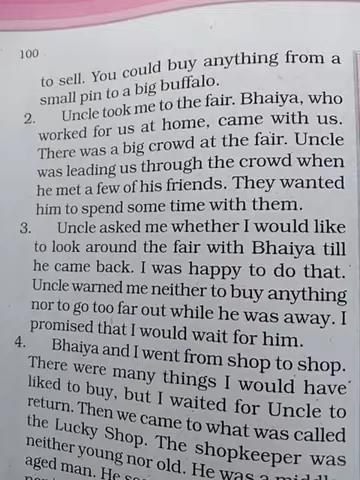 100
to sell. You could buy anything from a
small pin to a big buffalo.
2. Uncle took me to the fair. Bhaiya, who
worked for us at home, came with us.
There was a big crowd at the fair. Uncle
was leading us through the crowd when
he met a few of his friends. They wanted
him to spend some time with them.
3. Uncle asked me whether I would like
to look around the fair with Bhaiya till
he came back. I was happy to do that.
Uncle warned me neither to buy anything
nor to go too far out while he was away. I
promised that I would wait for him.
4. Bhaiya and I went from shop to shop.
There were many things I would have
liked to buy, but I waited for Uncle to
return. Then we came to what was called
the Lucky Shop. The shopkeeper was
neither young nor old. He was a
aged man. He